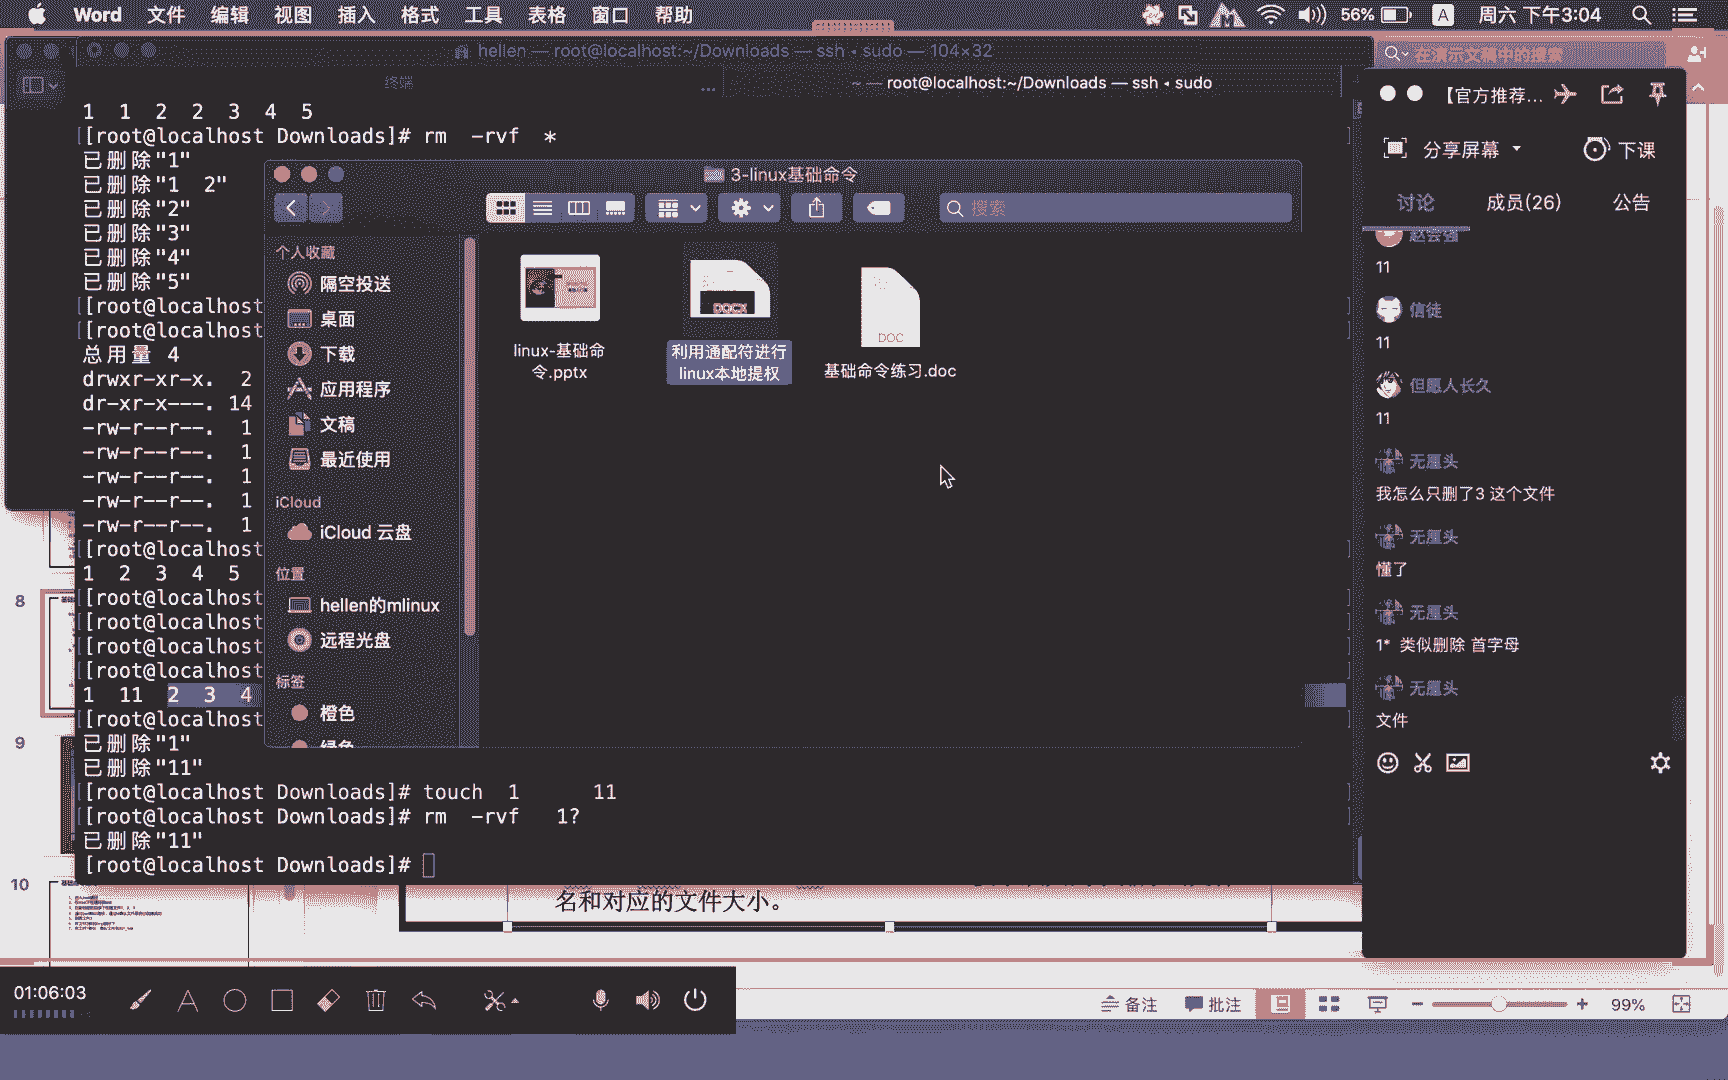 Word 文件 编辑 视图 插入 格式 工具 表格 窗口 帮助
56% A 周六 下午3:04
hellen — root@localhost:~/Downloads — ssh • sudo — 104×32
在演示文稿中的搜索
终端 ... ~ — root@localhost:~/Downloads — ssh • sudo
1 1 2 2 3 4 5
[[root@localhost Downloads]# rm -rvf *
已删除"1"
已删除"1 2"
已删除"2"
已删除"3"
已删除"4"
已删除"5"
[[root@localhost
[[root@localhost
总用量 4
drwxr-xr-x. 2
dr-xr-x---. 14
-rw-r--r--. 1
-rw-r--r--. 1
-rw-r--r--. 1
-rw-r--r--. 1
-rw-r--r--. 1
[[root@localhost
1 2 3 4 5
[[root@localhost
[[root@localhost
[[root@localhost
[[root@localhost
1 11 2 3 4
[[root@localhost
已删除"1"
已删除"11"
[[root@localhost Downloads]# touch 1 11
[[root@localhost Downloads]# rm -rvf 1?
已删除"11"
[root@localhost Downloads]#
3-linux基础命令
搜索
个人收藏
隔空投送
桌面
下载
应用程序
文稿
最近使用
iCloud
iCloud 云盘
位置
hellen的mlinux
远程光盘
标签
橙色
绿色
linux-基础命
令.pptx
DOCX
利用通配符进行
linux本地提权
DOC
基础命令练习.doc
【官方推荐...
分享屏幕 下课
讨论 成员(26) 公告
赵会强
11
信徒
11
但愿人长久
11
无厘头
我怎么只删了3 这个文件
无厘头
懂了
无厘头
1* 类似删除 首字母
无厘头
文件
8
9
10
名和对应的文件大小。
01:06:03
备注 批注 99%